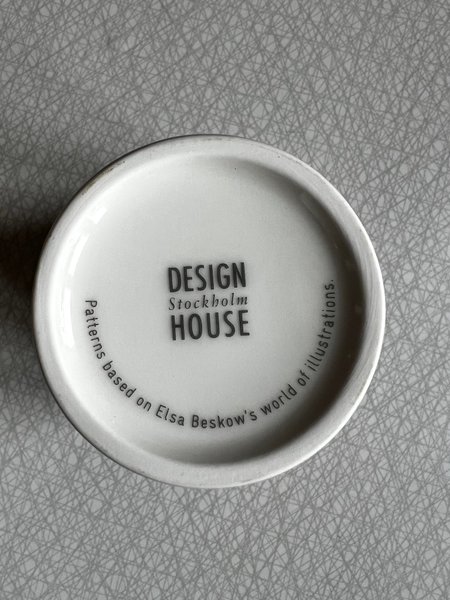 DESIGN
Stockholm
HOUSE
Patterns based on Elsa Beskow's world of illustrations.